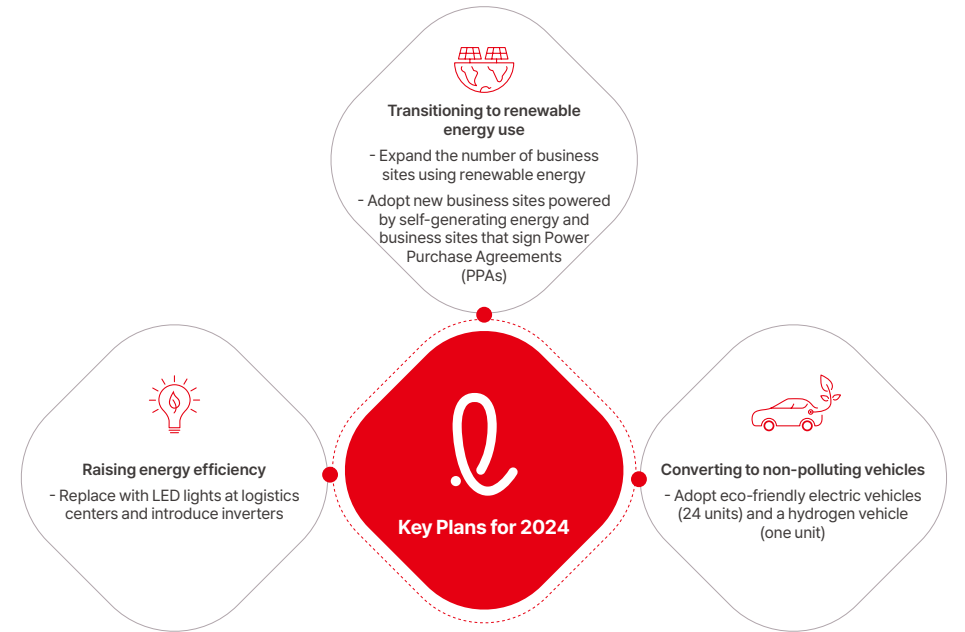 Transitioning to renewable
energy use
- Expand the number of business
sites using renewable energy
- Adopt new business sites powered
by self-generating energy and
business sites that sign Power
Purchase Agreements
(PPAs)
Raising energy efficiency
- Replace with LED lights at logistics
centers and introduce inverters
Key Plans for 2024
Converting to non-polluting vehicles
- Adopt eco-friendly electric vehicles
(24 units) and a hydrogen vehicle
(one unit)